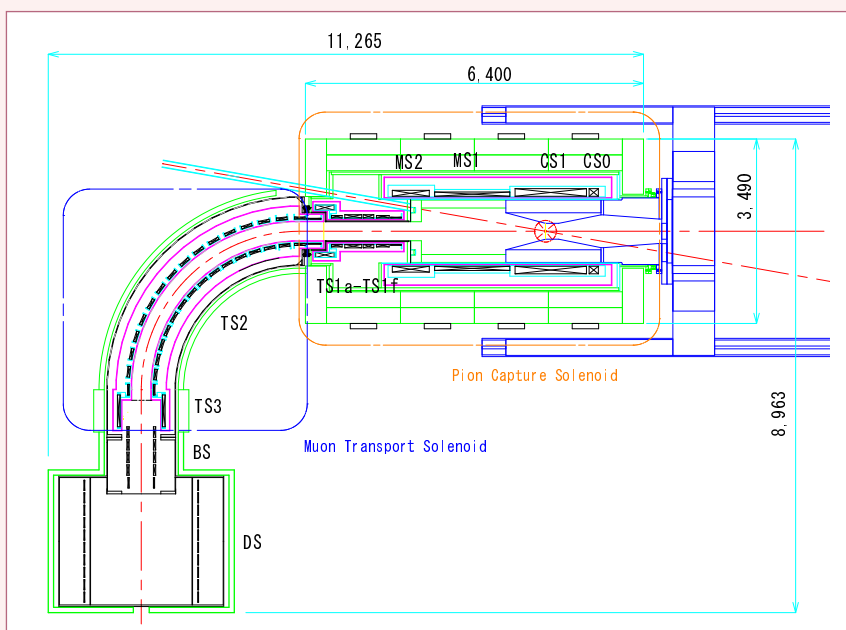 11,265
6,400
MS2
MS1
CS1
CS0
3,490
TS1a-TS1f
TS2
Pion Capture Solenoid
8,963
TS3
Muon Transport Solenoid
BS
DS